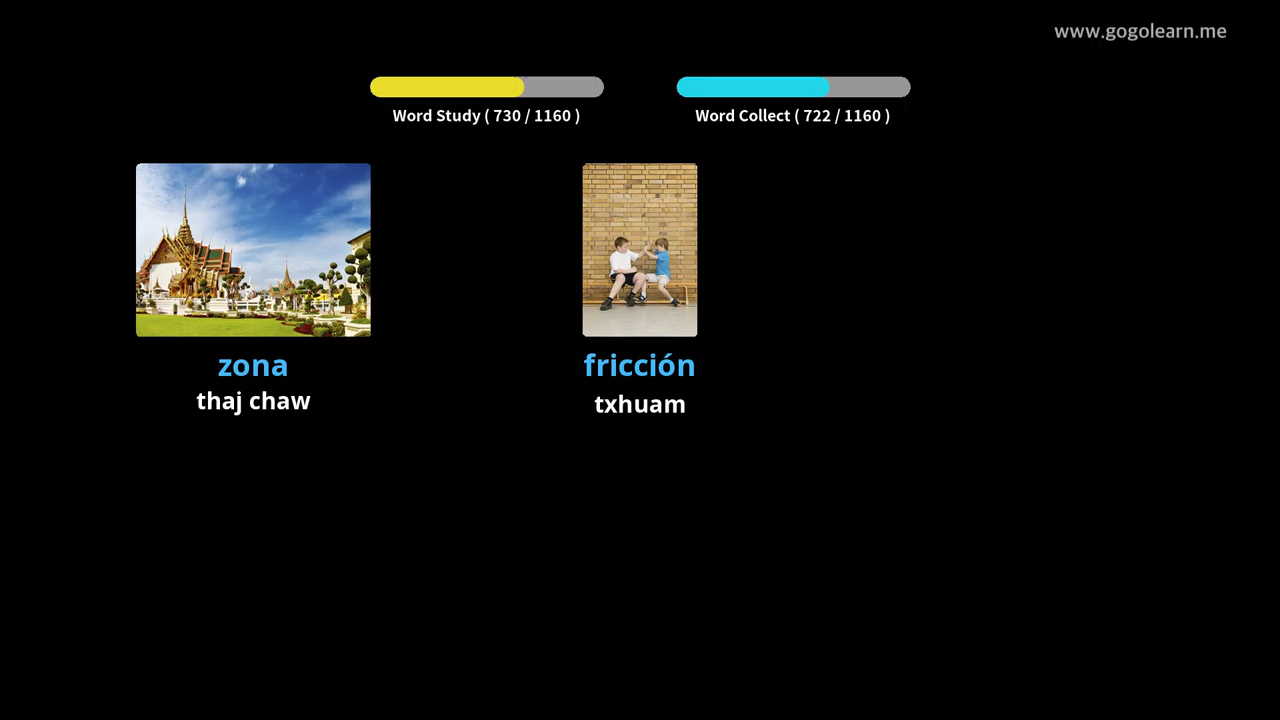 www.gogolearn.me
Word Study ( 730 / 1160 )
Word Collect ( 722 / 1160 )
zona
thaj chaw
fricción
txhuam